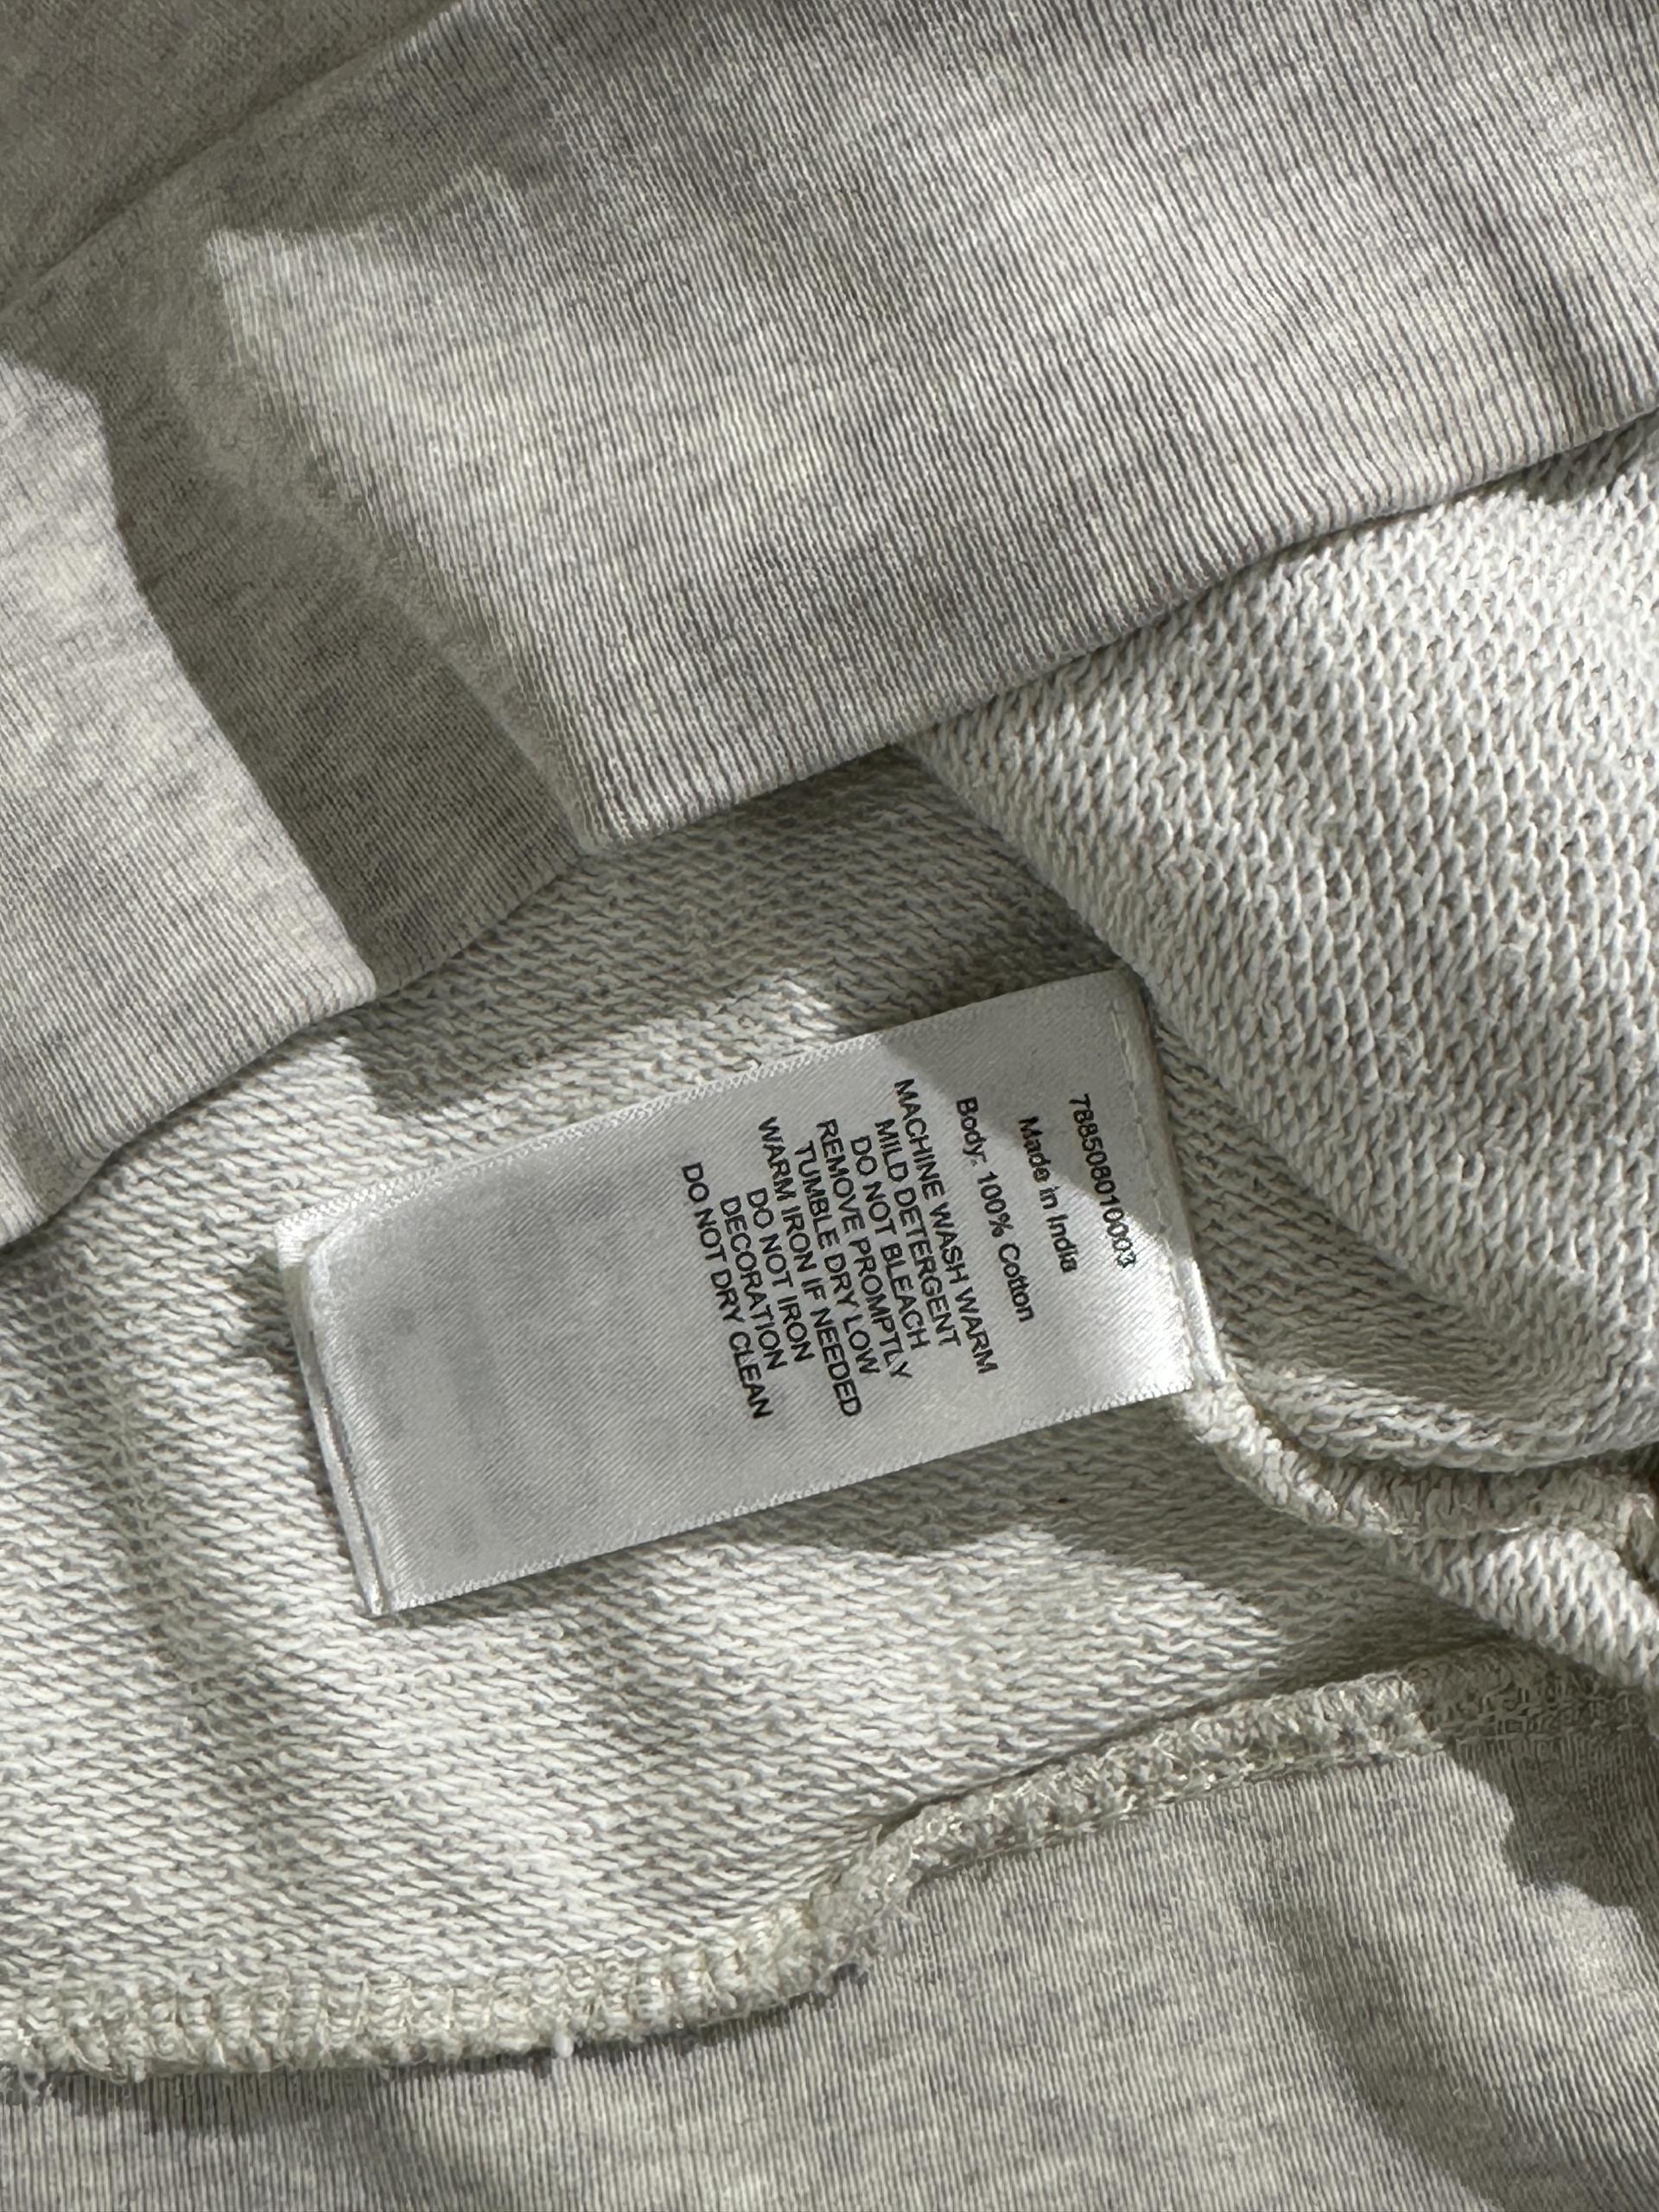 788508010003
Made in India
Body: 100% Cotton
MACHINE WASH WARM
MILD DETERGENT
DO NOT BLEACH
REMOVE PROMPTLY
TUMBLE DRY LOW
WARM IRON IF NEEDED
DO NOT IRON
DECORATION
DO NOT DRY CLEAN